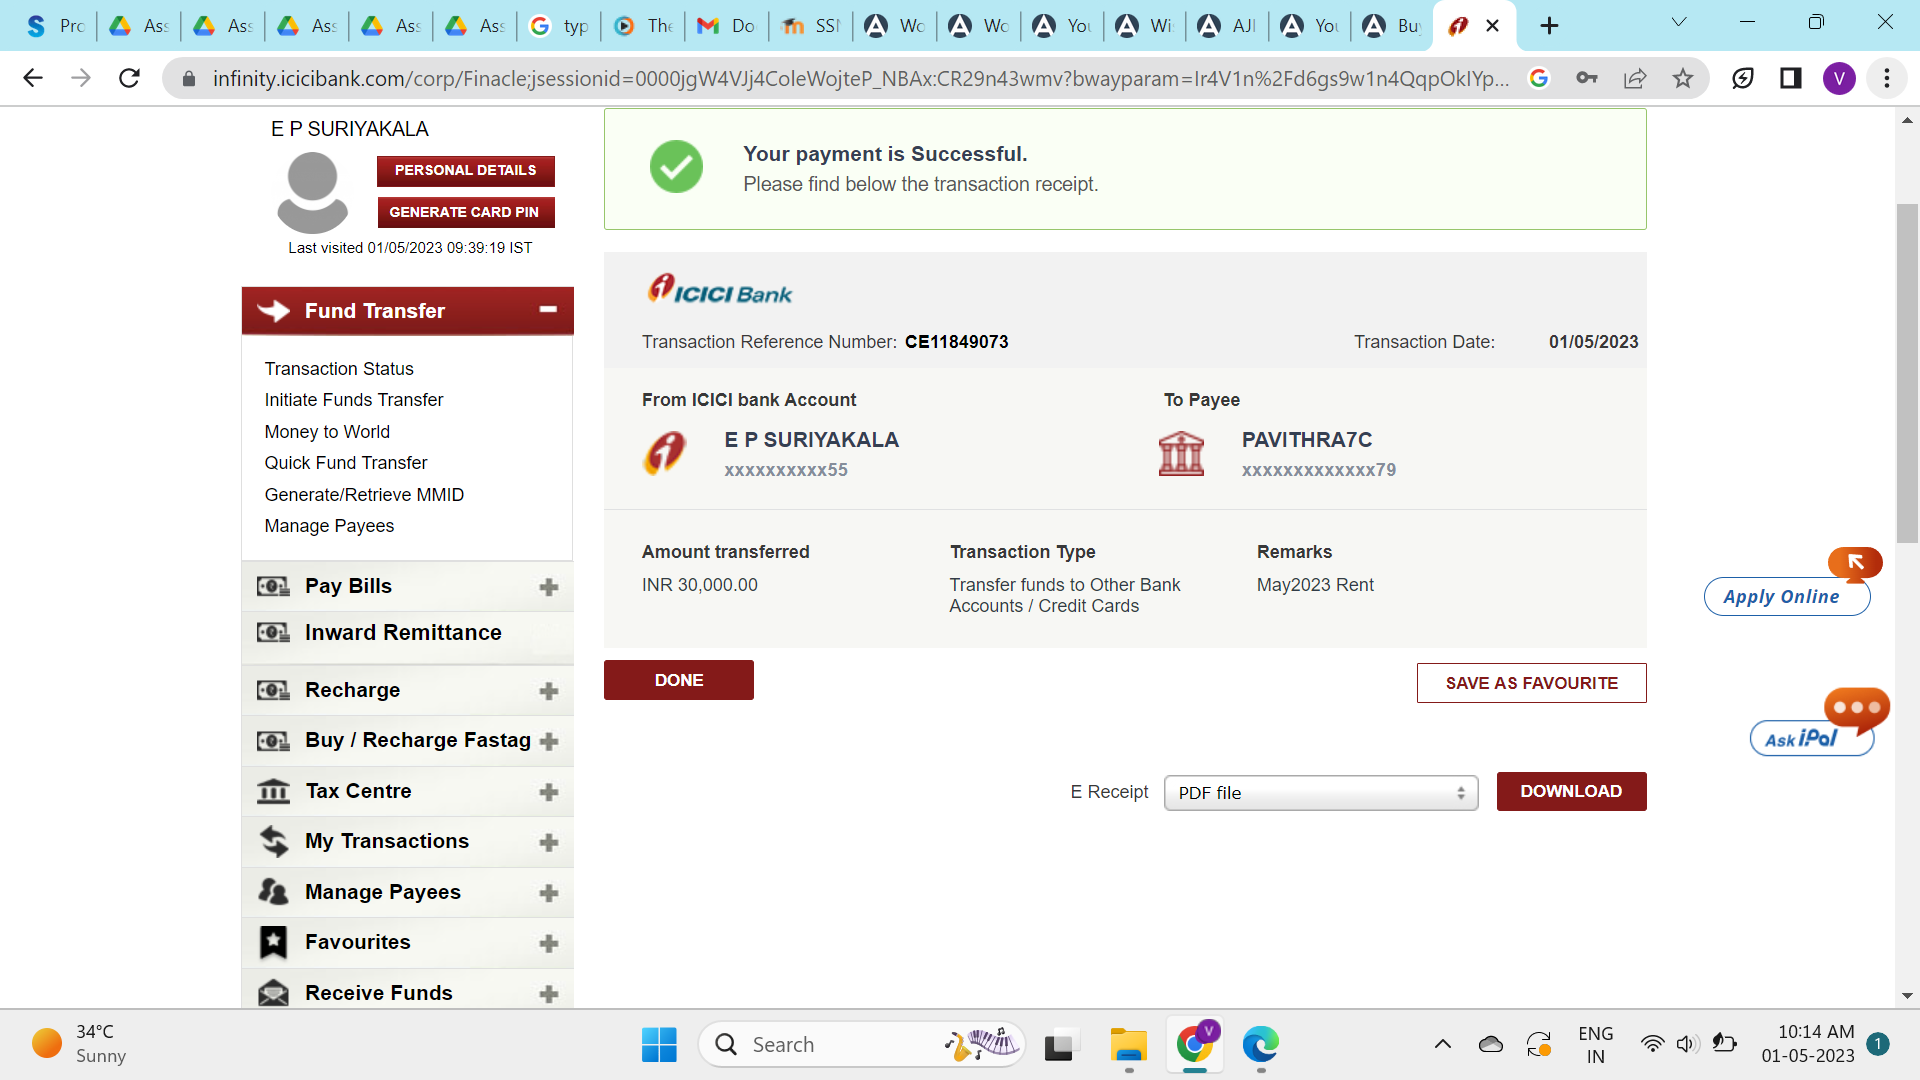 Pro
Ass
Ass
Ass
Ass
Ass
typ
The
Do
SSN
Wo
Wo
You
Wi
AJI
You
Buy
infinity.icicibank.com/corp/Finacle;jsessionid=0000jgW4VJj4ColeWojteP_NBAx:CR29n43wmv?bwayparam=Ir4V1n%2Fd6gs9w1n4QqpOkIYp...
V
E P SURIYAKALA
PERSONAL DETAILS
GENERATE CARD PIN
Last visited 01/05/2023 09:39:19 IST
Fund Transfer
Transaction Status
Initiate Funds Transfer
Money to World
Quick Fund Transfer
Generate/Retrieve MMID
Manage Payees
Pay Bills
Inward Remittance
Recharge
Buy / Recharge Fastag
Tax Centre
My Transactions
Manage Payees
Favourites
Receive Funds
Your payment is Successful.
Please find below the transaction receipt.
ICICI Bank
Transaction Reference Number: CE11849073
Transaction Date: 01/05/2023
From ICICI bank Account
To Payee
E P SURIYAKALA
PAVITHRA7C
xxxxxxxxxx55
xxxxxxxxxxxxx79
Amount transferred
Transaction Type
Remarks
INR 30,000.00
Transfer funds to Other Bank
Accounts / Credit Cards
May2023 Rent
DONE
SAVE AS FAVOURITE
E Receipt
PDF file
DOWNLOAD
Apply Online
Ask iPal
34°C
Sunny
Search
V
ENG
IN
10:14 AM
01-05-2023
1